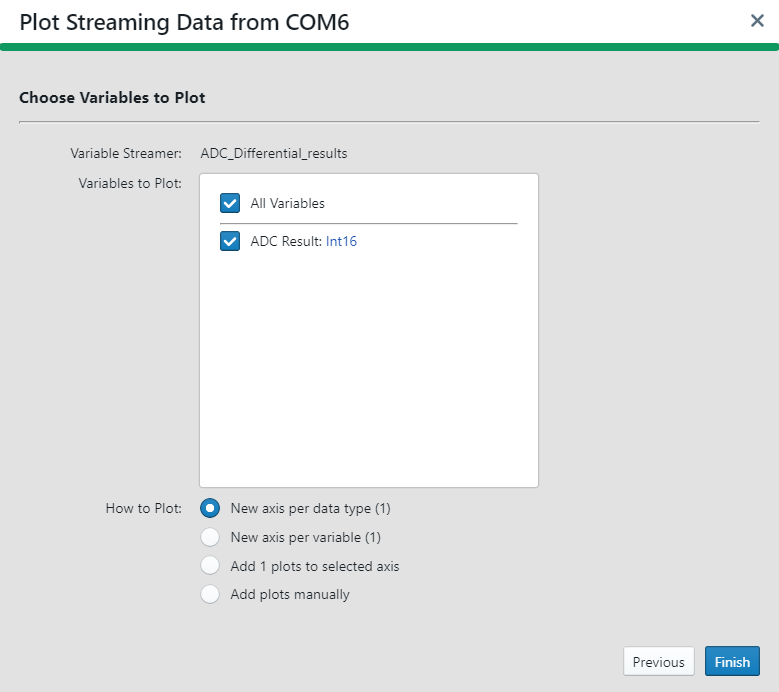 Plot Streaming Data from COM6
Choose Variables to Plot
Variable Streamer: ADC_Differential_results
Variables to Plot:
All Variables
ADC Result: Int16
How to Plot:
New axis per data type (1)
New axis per variable (1)
Add 1 plots to selected axis
Add plots manually
Previous
Finish